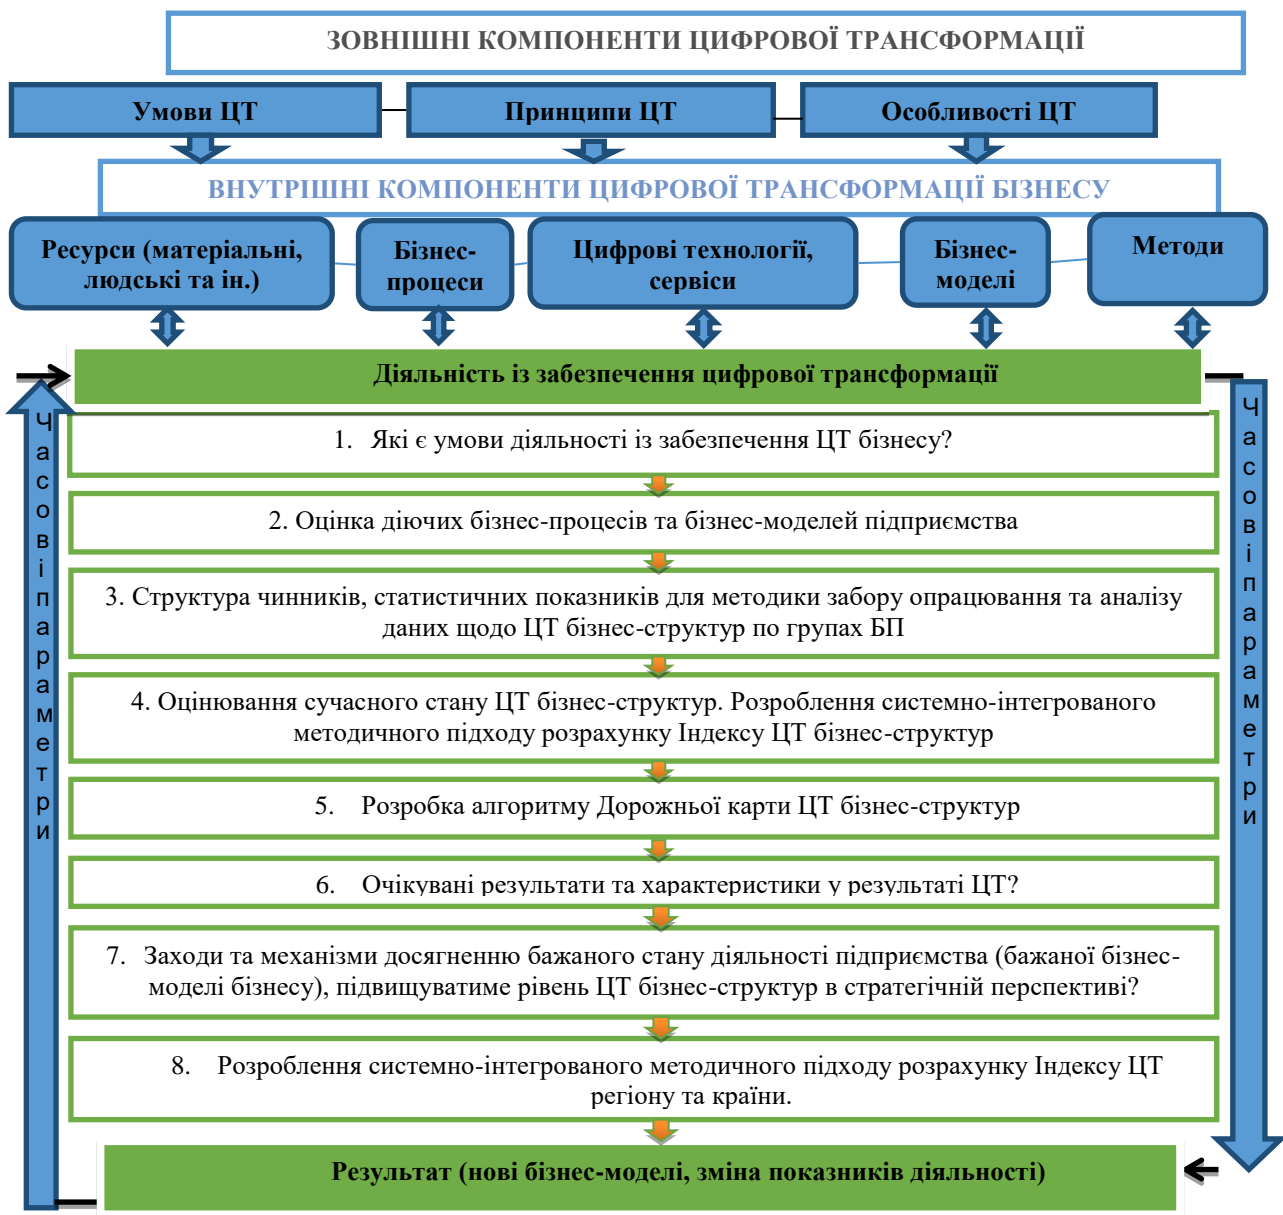 ЗОВНІШНІ КОМПОНЕНТИ ЦИФРОВОЇ ТРАНСФОРМАЦІЇ
Умови ЦТ
Принципи ЦТ
Особливості ЦТ
ВНУТРІШНІ КОМПОНЕНТИ ЦИФРОВОЇ ТРАНСФОРМАЦІЇ БІЗНЕСУ
Ресурси (матеріальні,
людські та ін.)
Бізнес-
процеси
Цифрові технології,
сервіси
Бізнес-
моделі
Методи
Діяльність із забезпечення цифрової трансформації
Часові параметри
1. Які є умови діяльності із забезпечення ЦТ бізнесу?
2. Оцінка діючих бізнес-процесів та бізнес-моделей підприємства
3. Структура чинників, статистичних показників для методики забору опрацювання та аналізу
даних щодо ЦТ бізнес-структур по групах БП
4. Оцінювання сучасного стану ЦТ бізнес-структур. Розроблення системно-інтегрованого
методичного підходу розрахунку Індексу ЦТ бізнес-структур
5. Розробка алгоритму Дорожньої карти ЦТ бізнес-структур
6. Очікувані результати та характеристики у результаті ЦТ?
7. Заходи та механізми досягненню бажаного стану діяльності підприємства (бажаної бізнес-
моделі бізнесу), підвищуватиме рівень ЦТ бізнес-структур в стратегічній перспективі?
8. Розроблення системно-інтегрованого методичного підходу розрахунку Індексу ЦТ
регіону та країни.
Часові параметри
Результат (нові бізнес-моделі, зміна показників діяльності)